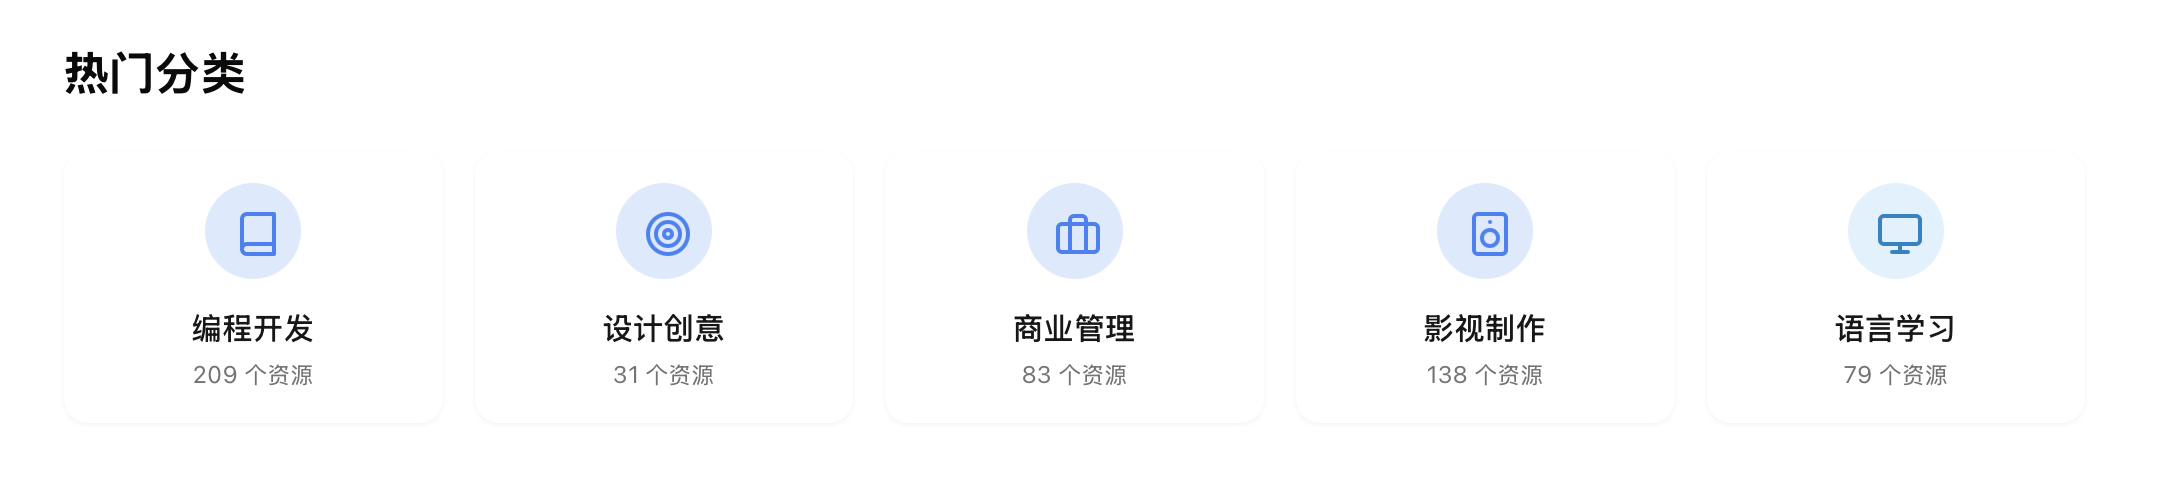 热门分类
编程开发
209 个资源
设计创意
31 个资源
商业管理
83 个资源
影视制作
138 个资源
语言学习
79 个资源